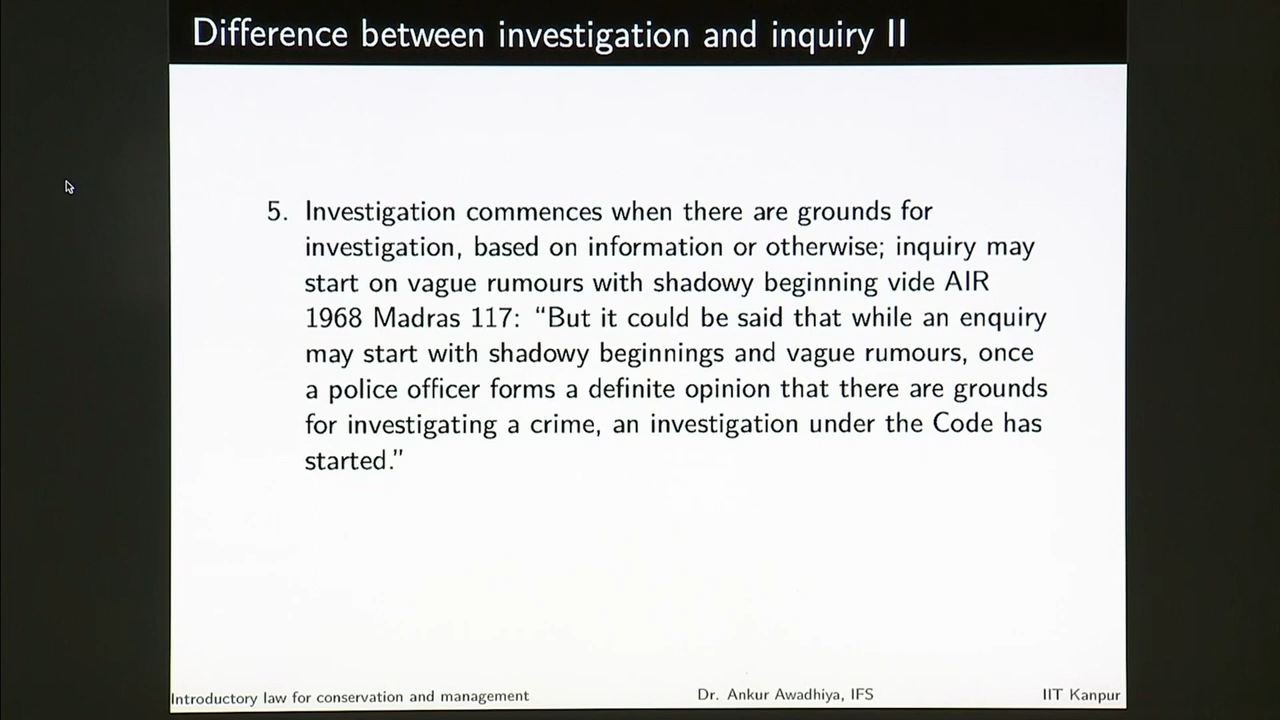 Difference between investigation and inquiry II
5. Investigation commences when there are grounds for
investigation, based on information or otherwise; inquiry may
start on vague rumours with shadowy beginning vide AIR
1968 Madras 117: “But it could be said that while an enquiry
may start with shadowy beginnings and vague rumours, once
a police officer forms a definite opinion that there are grounds
for investigating a crime, an investigation under the Code has
started.”
Introductory law for conservation and management Dr. Ankur Awadhiya, IFS IIT Kanpur